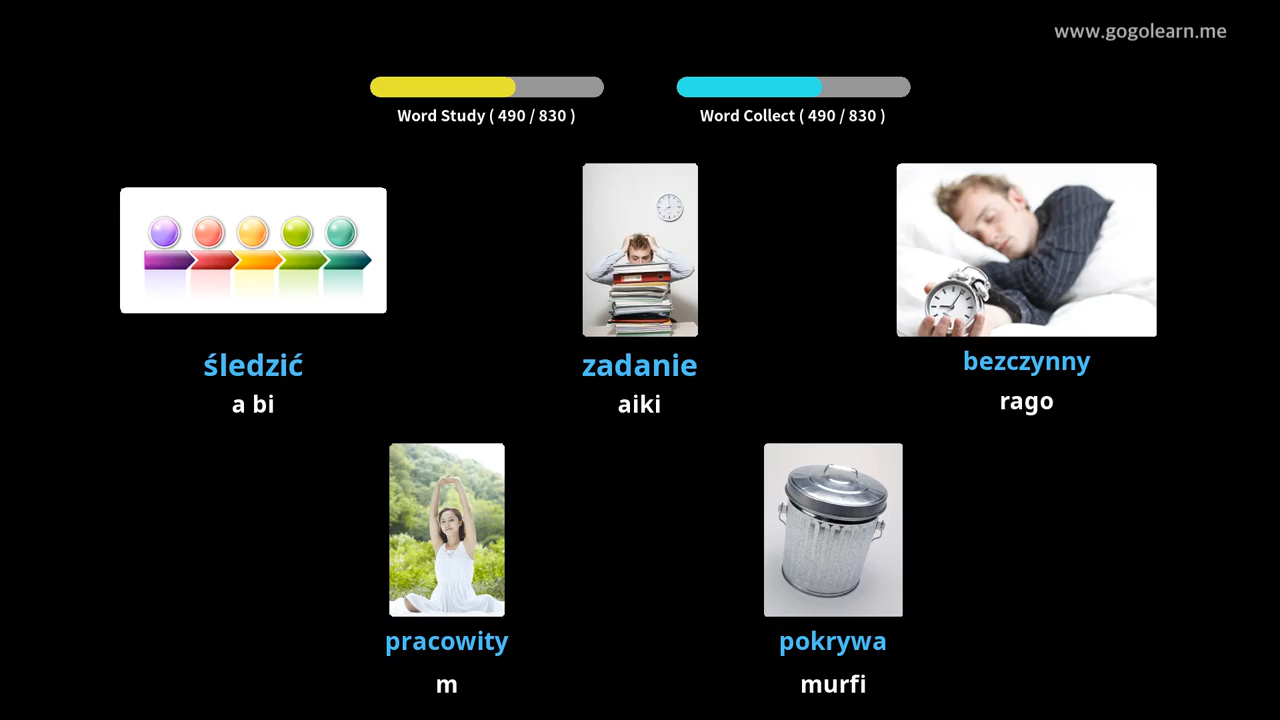 www.gogolearn.me
Word Study ( 490 / 830 )
Word Collect ( 490 / 830 )
śledzić
a bi
zadanie
aiki
bezczynny
rago
pracowity
m
pokrywa
murfi